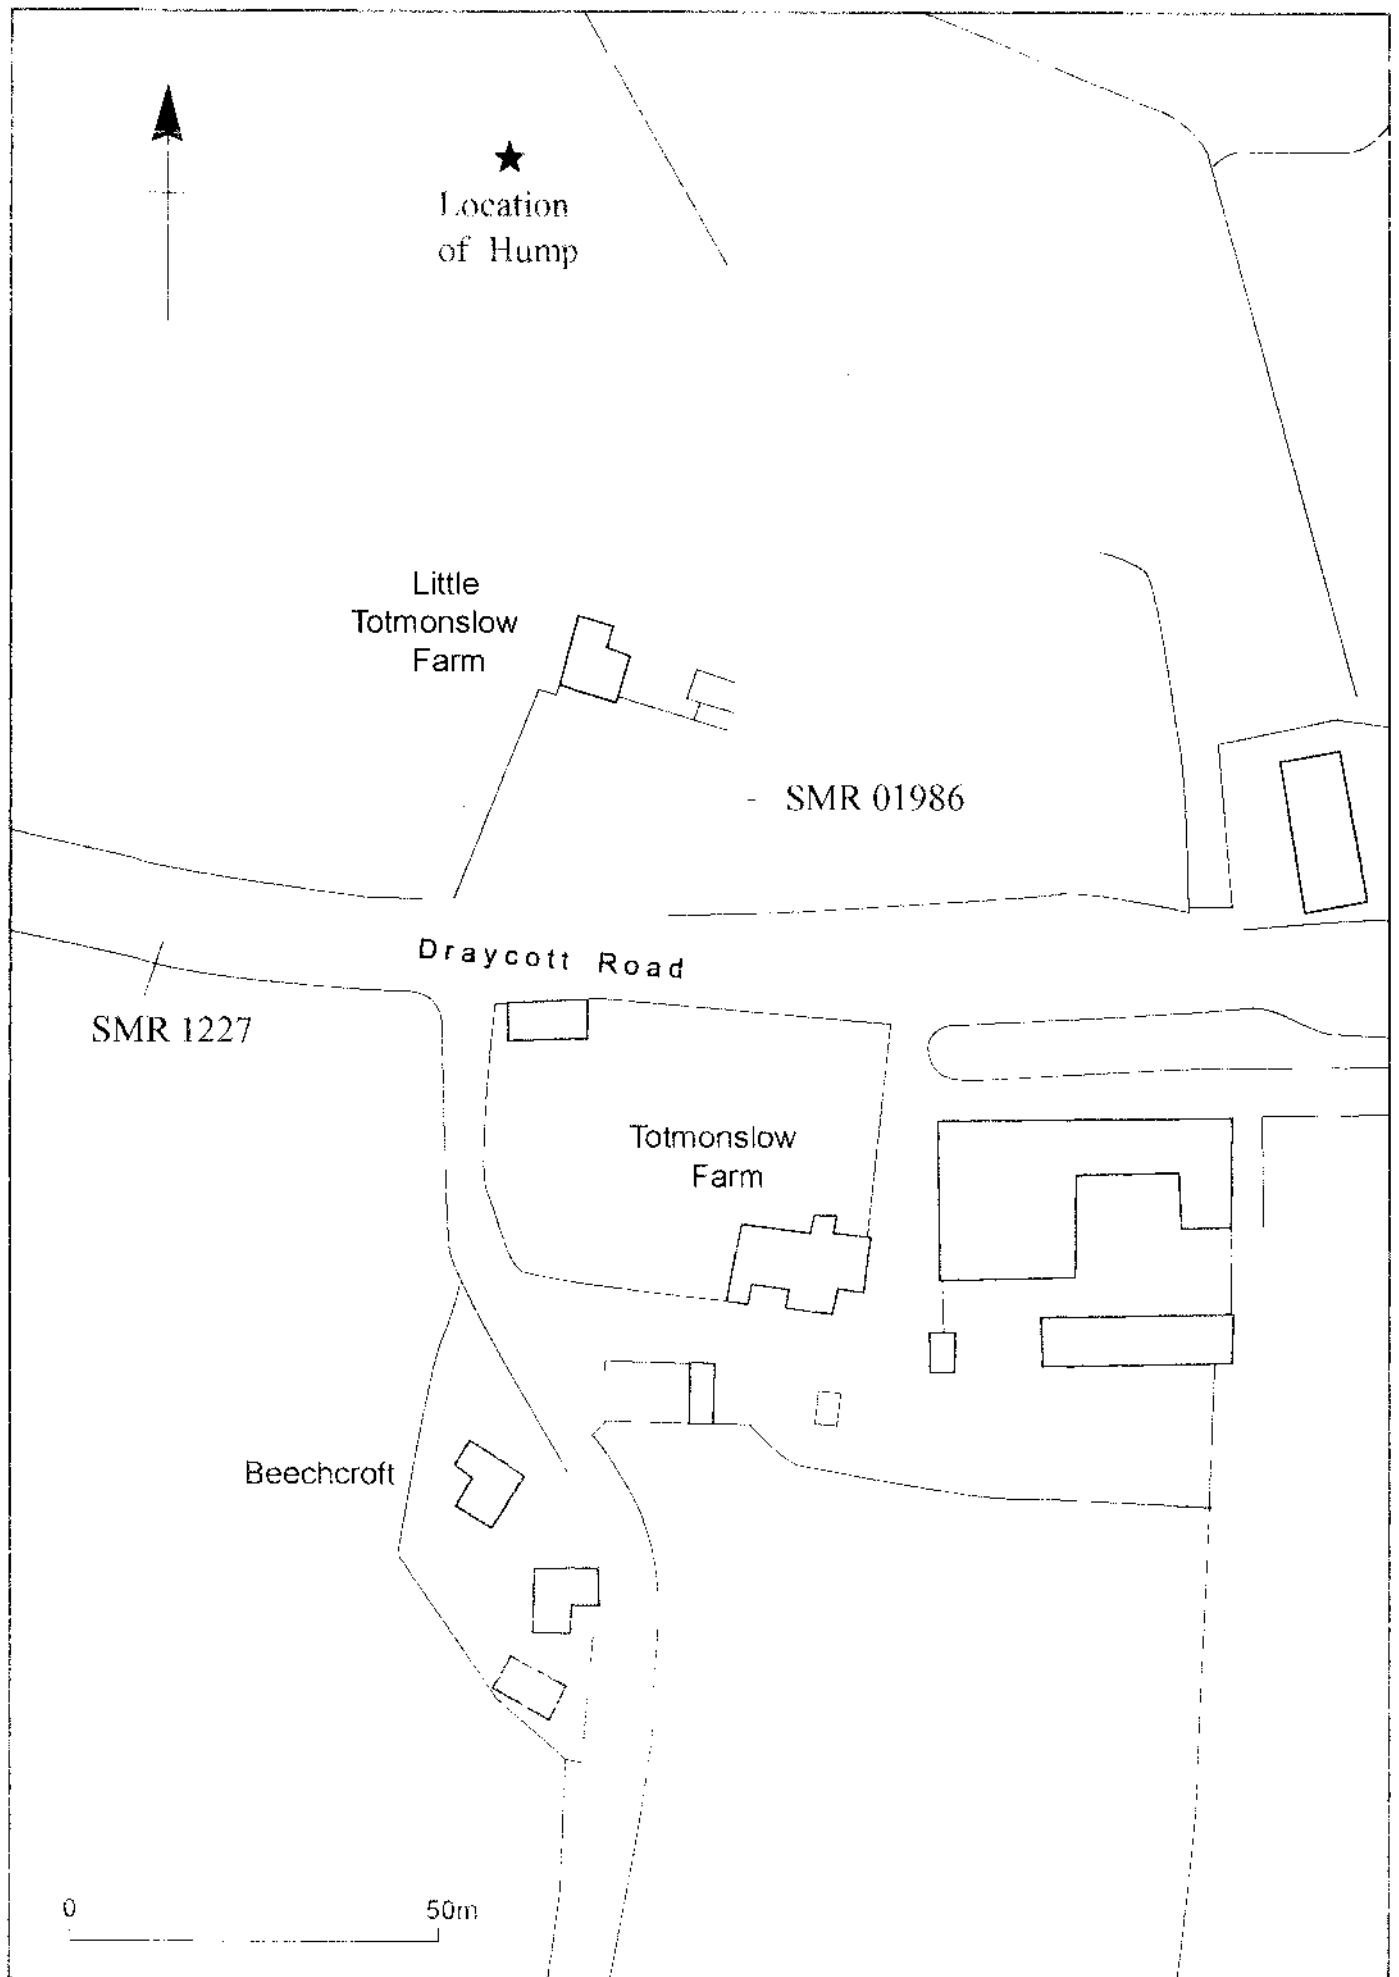 Location
of Hump
Little
Totmonslow
Farm
- SMR 01986
Draycott Road
SMR 1227
Totmonslow
Farm
Beechcroft
0 50m